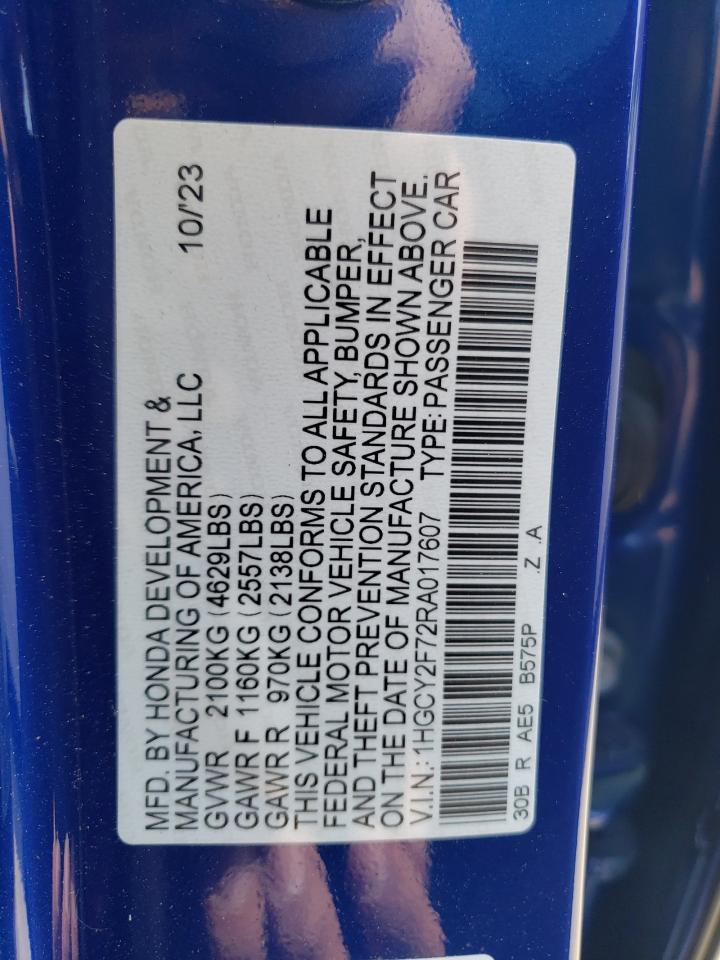 MFD. BY HONDA DEVELOPMENT &
MANUFACTURING OF AMERICA, LLC 10/'23
GVWR 2100KG (4629LBS)
GAWR F 1160KG (2557LBS)
GAWR R 970KG (2138LBS)
THIS VEHICLE CONFORMS TO ALL APPLICABLE
FEDERAL MOTOR VEHICLE SAFETY, BUMPER,
AND THEFT PREVENTION STANDARDS IN EFFECT
ON THE DATE OF MANUFACTURE SHOWN ABOVE.
V.I.N.: 1HGCY2F72RA017607 TYPE: PASSENGER CAR
30B R AE5 B575P .Z .A